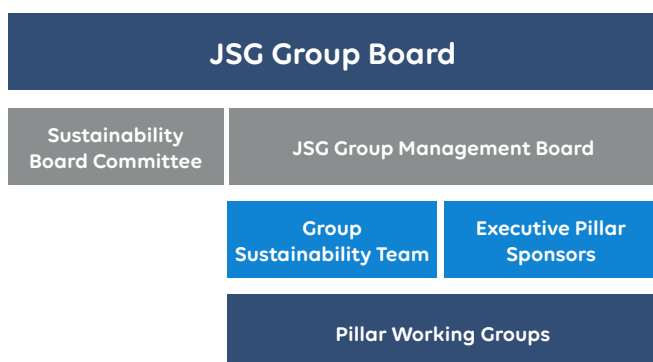 JSG Group Board
Sustainability
Board Committee
JSG Group Management Board
Group
Sustainability Team
Executive Pillar
Sponsors
Pillar Working Groups